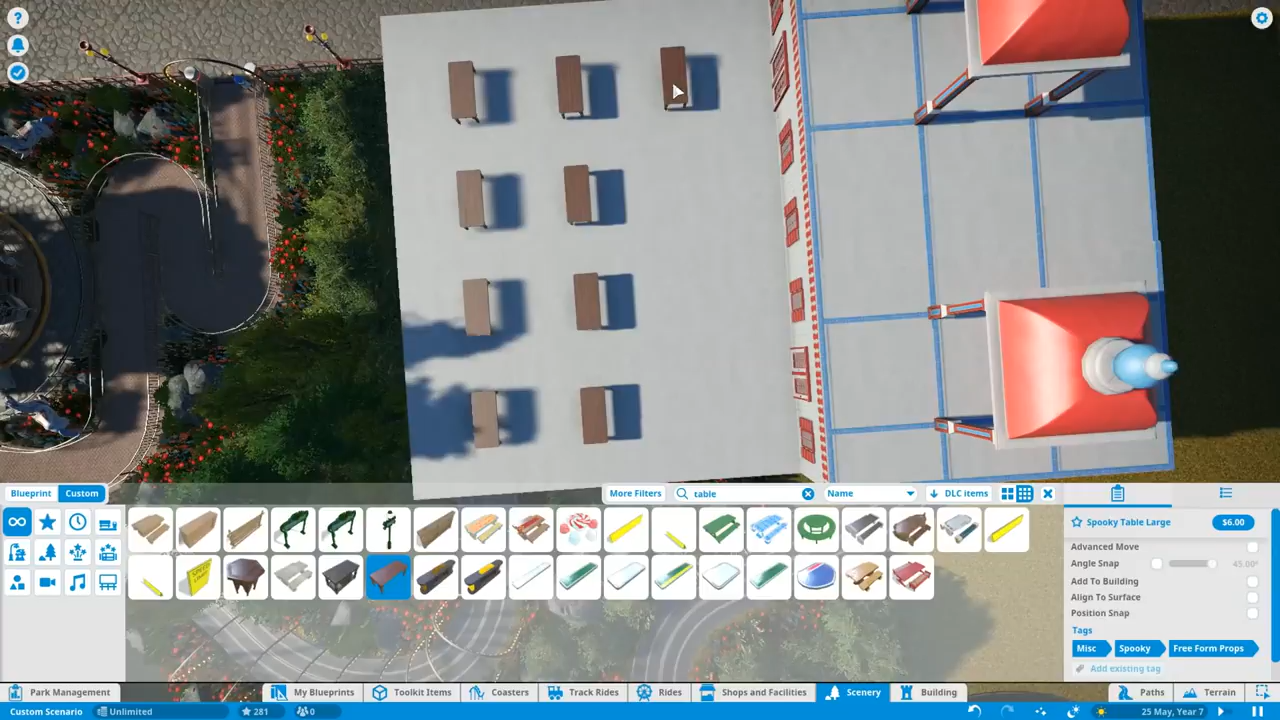 Blueprint
Custom
More Filters
table
Name
DLC items
Spooky Table Large
$6.00
Advanced Move
Angle Snap
45.00°
Add To Building
Align To Surface
Position Snap
Tags
Misc
Spooky
Free Form Props
Add existing tag
Park Management
My Blueprints
Toolkit Items
Coasters
Track Rides
Rides
Shops and Facilities
Scenery
Building
Paths
Terrain
Custom Scenario
Unlimited
281
0
25 May, Year 7